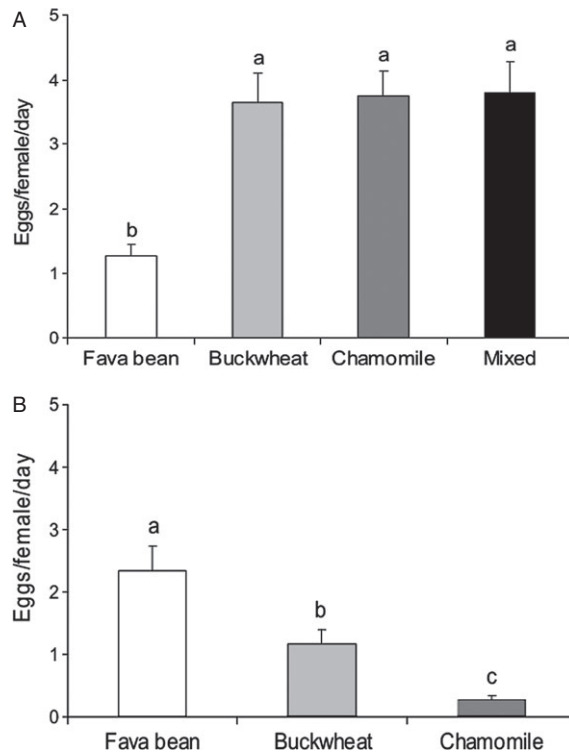 A
Eggs/female/day
5
4
3
2
1
0
b
a
a
a
Fava bean Buckwheat Chamomile Mixed
B
Eggs/female/day
5
4
3
2
1
0
a
b
c
Fava bean Buckwheat Chamomile